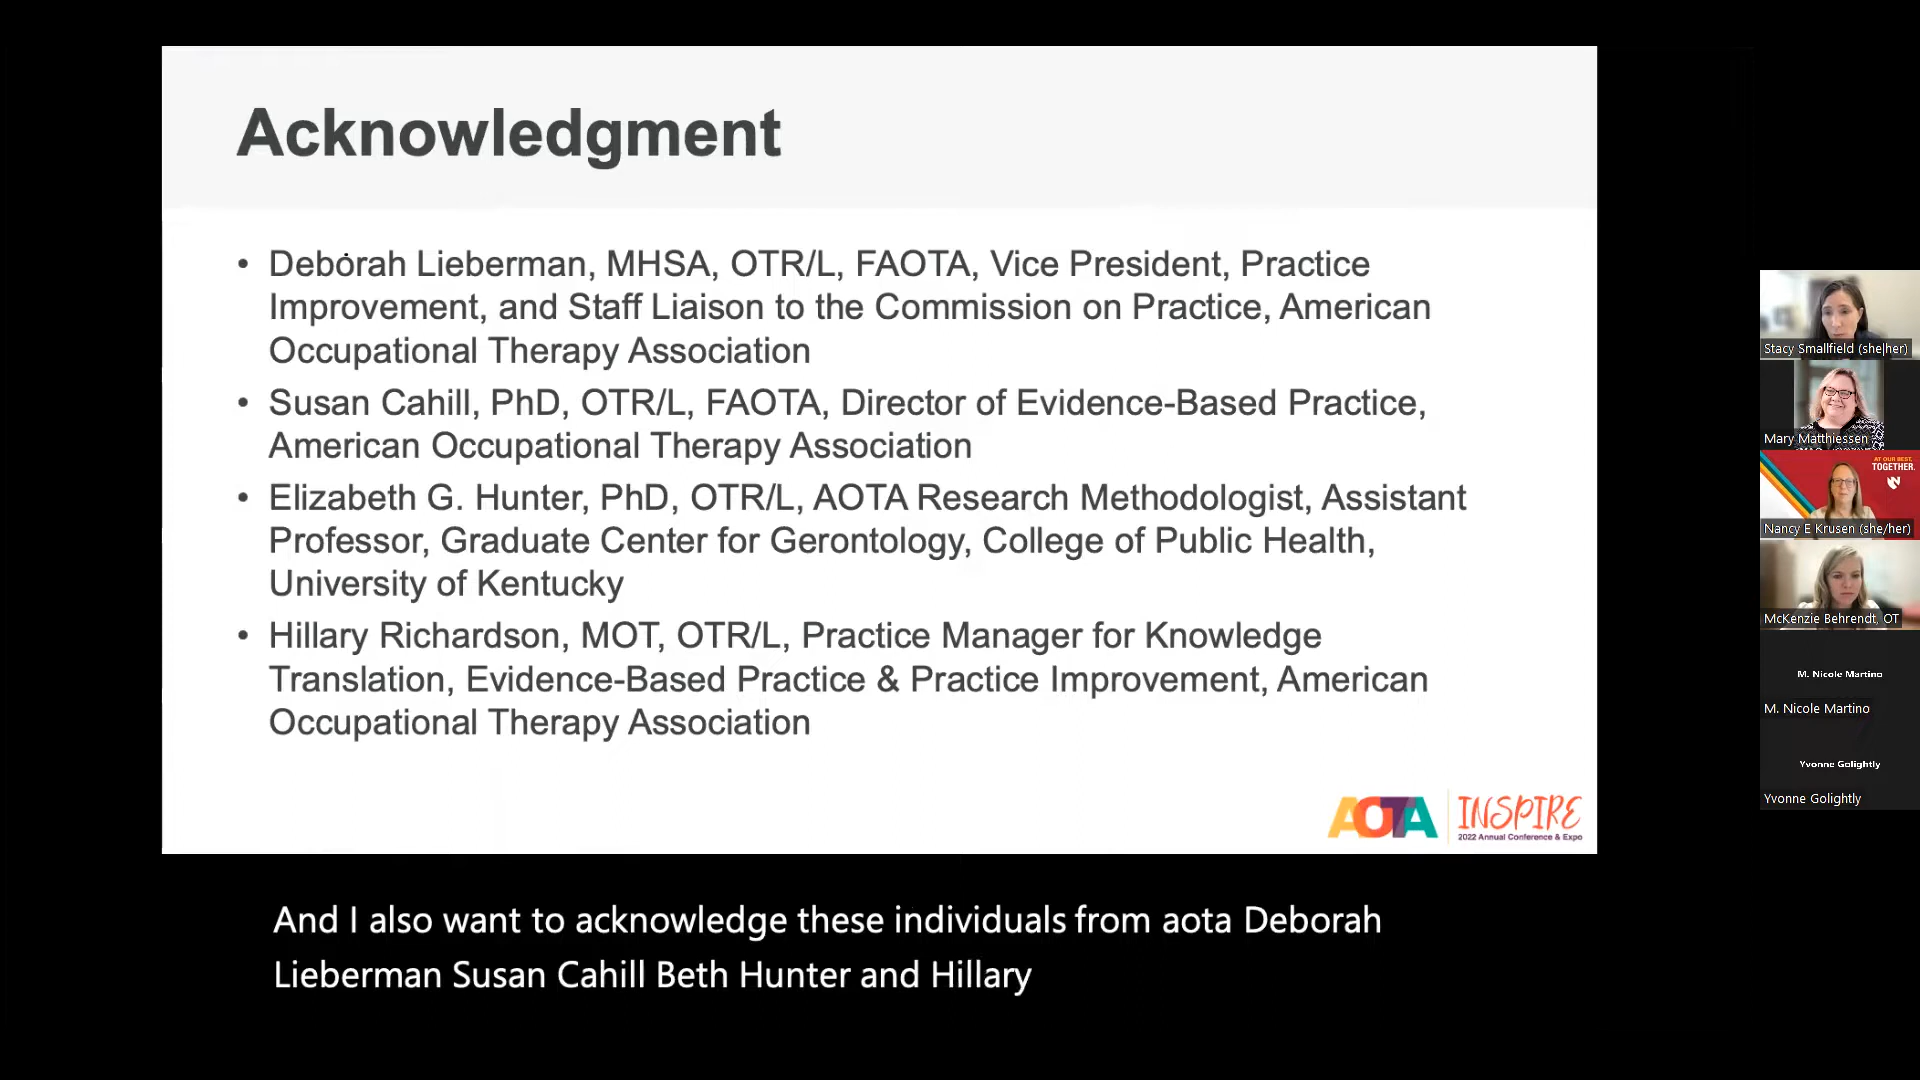 Acknowledgment
• Deborah Lieberman, MHSA, OTR/L, FAOTA, Vice President, Practice
Improvement, and Staff Liaison to the Commission on Practice, American
Occupational Therapy Association
• Susan Cahill, PhD, OTR/L, FAOTA, Director of Evidence-Based Practice,
American Occupational Therapy Association
• Elizabeth G. Hunter, PhD, OTR/L, AOTA Research Methodologist, Assistant
Professor, Graduate Center for Gerontology, College of Public Health,
University of Kentucky
• Hillary Richardson, MOT, OTR/L, Practice Manager for Knowledge
Translation, Evidence-Based Practice & Practice Improvement, American
Occupational Therapy Association
AOTA
INSPIRE
2022 Annual Conference & Expo
And I also want to acknowledge these individuals from aota Deborah
Lieberman Susan Cahill Beth Hunter and Hillary
Stacy Smallfield (she|her)
Mary Matthiessen
AT OUR BEST,
TOGETHER.
Nancy E Krusen (she/her)
McKenzie Behrendt, OT
M. Nicole Martino
M. Nicole Martino
Yvonne Golightly
Yvonne Golightly